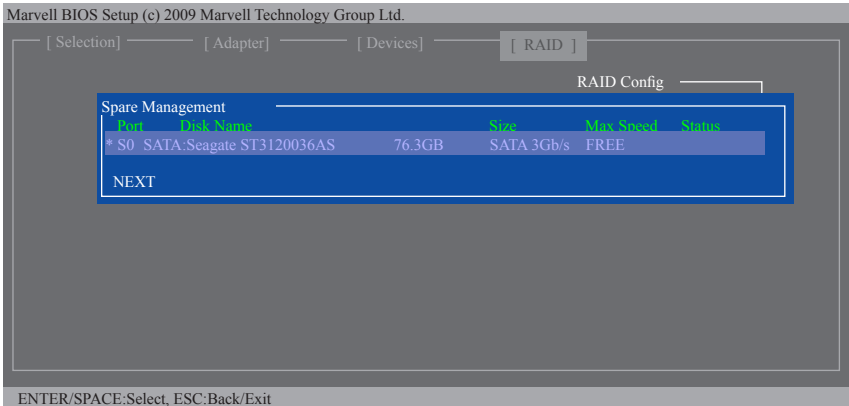 Marvell BIOS Setup (c) 2009 Marvell Technology Group Ltd.
[ Selection] [ Adapter] [ Devices] [ RAID ]
RAID Config
Spare Management
Port Disk Name Size Max Speed Status
* S0 SATA:Seagate ST3120036AS 76.3GB SATA 3Gb/s FREE
NEXT
ENTER/SPACE:Select, ESC:Back/Exit